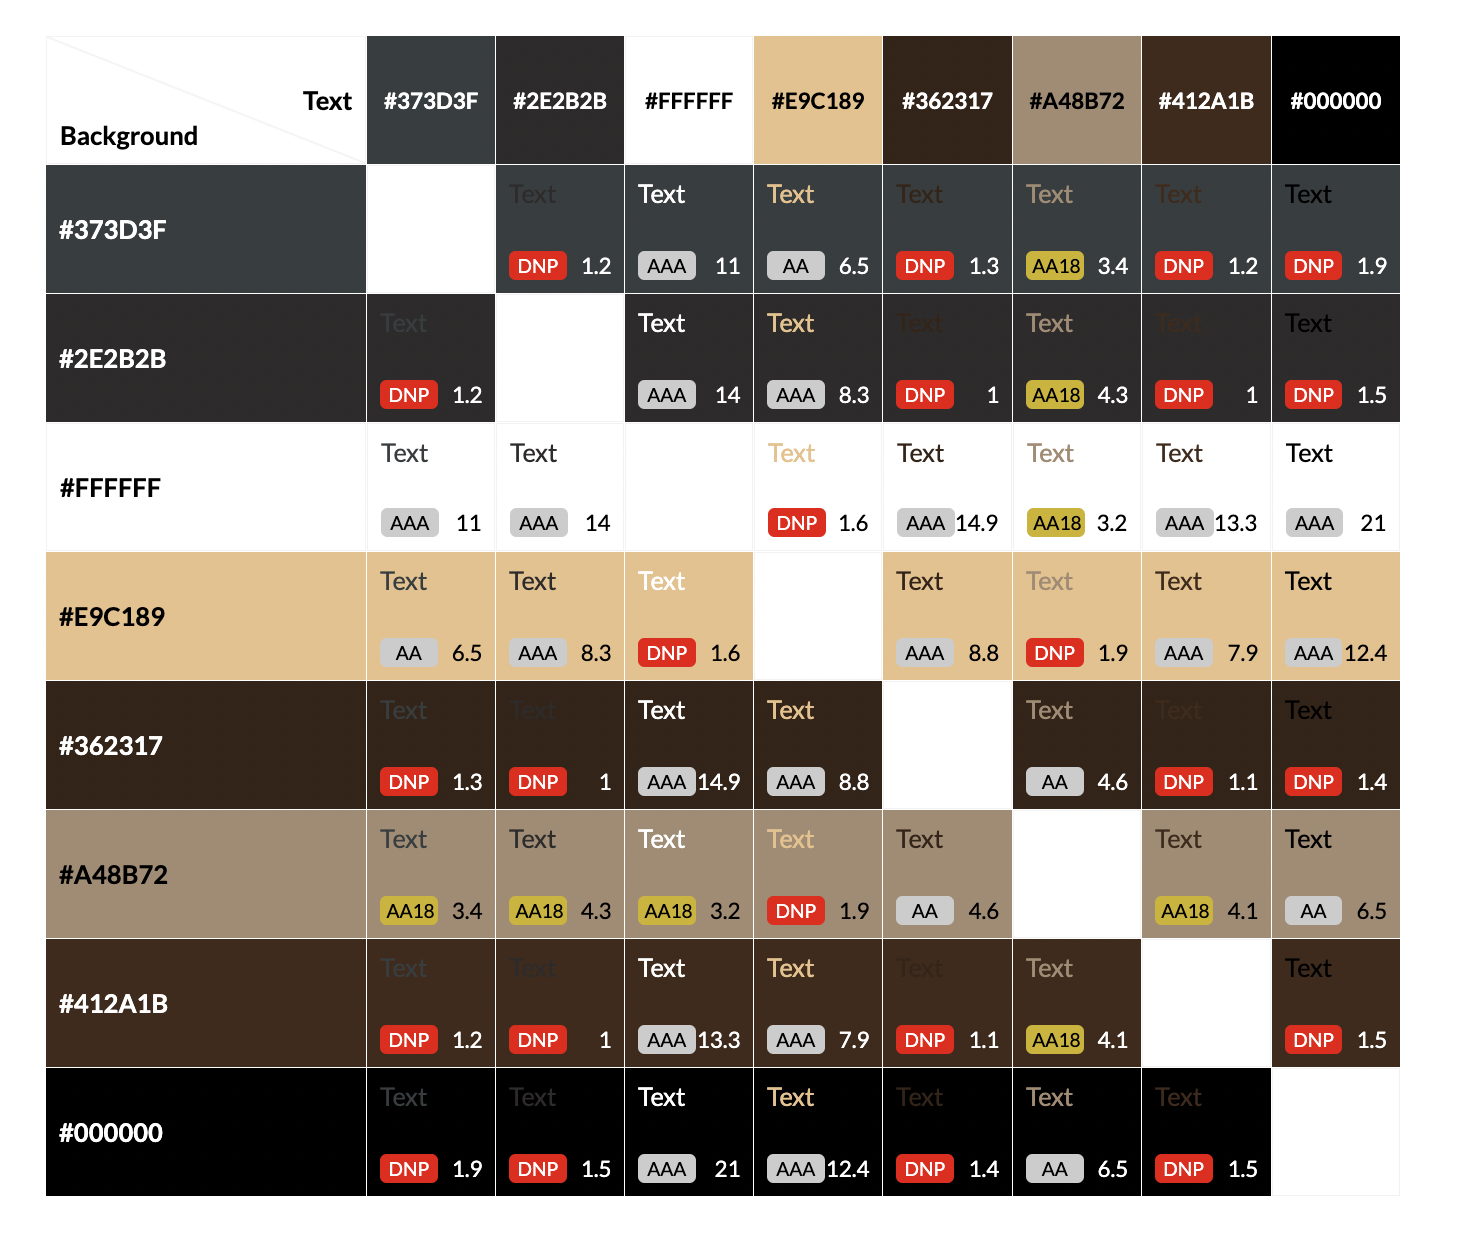 Text
Background
#373D3F #2E2B2B #FFFFFF #E9C189 #362317 #A48B72 #412A1B #000000
#373D3F
Text Text Text Text Text Text Text
DNP 1.2 AAA 11 AA 6.5 DNP 1.3 AA18 3.4 DNP 1.2 DNP 1.9
#2E2B2B
Text Text Text Text Text Text Text
DNP 1.2 AAA 14 AAA 8.3 DNP 1 AA18 4.3 DNP 1 DNP 1.5
#FFFFFF
Text Text Text Text Text Text Text
AAA 11 AAA 14 DNP 1.6 AAA 14.9 AA18 3.2 AAA 13.3 AAA 21
#E9C189
Text Text Text Text Text Text Text
AA 6.5 AAA 8.3 DNP 1.6 AAA 8.8 DNP 1.9 AAA 7.9 AAA 12.4
#362317
Text Text Text Text Text Text Text
DNP 1.3 DNP 1 AAA 14.9 AAA 8.8 AA 4.6 DNP 1.1 DNP 1.4
#A48B72
Text Text Text Text Text Text Text
AA18 3.4 AA18 4.3 AA18 3.2 DNP 1.9 AA 4.6 AA18 4.1 AA 6.5
#412A1B
Text Text Text Text Text Text Text
DNP 1.2 DNP 1 AAA 13.3 AAA 7.9 DNP 1.1 AA18 4.1 DNP 1.5
#000000
Text Text Text Text Text Text Text
DNP 1.9 DNP 1.5 AAA 21 AAA 12.4 DNP 1.4 AA 6.5 DNP 1.5